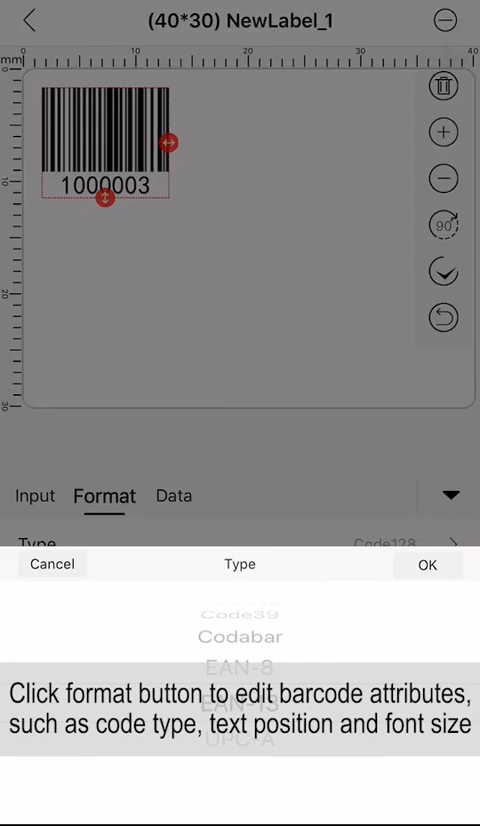 (40*30) NewLabel_1
mm
0
10
20
30
40
0
10
20
30
1000003
90
Input Format Data
Type Code128
Cancel Type OK
Code39
Codabar
EAN-8
EAN-13
UPC-A
Click format button to edit barcode attributes,
such as code type, text position and font size